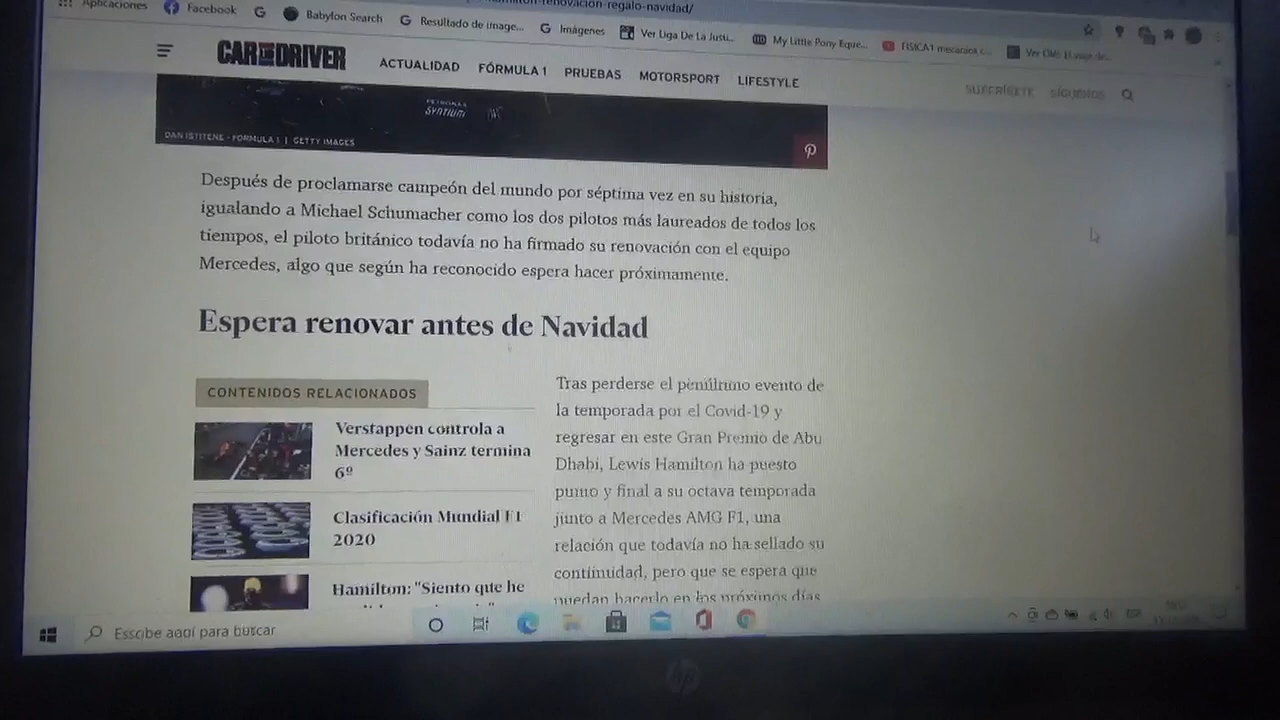 hamilton-renovacion-regalo-navidad/
Aplicaciones Facebook Babylon Search Resultado de image... Imágenes Ver Liga De La Justi... My Little Pony Eque... FISICA1 mecanica c...
CAR AND DRIVER ACTUALIDAD FÓRMULA 1 PRUEBAS MOTORSPORT LIFESTYLE SUSCRÍBETE SÍGUENOS
PETRONAS
SYNTIUM
DAN ISTITENE - FORMULA 1 | GETTY IMAGES
Después de proclamarse campeón del mundo por séptima vez en su historia,
igualando a Michael Schumacher como los dos pilotos más laureados de todos los
tiempos, el piloto británico todavía no ha firmado su renovación con el equipo
Mercedes, algo que según ha reconocido espera hacer próximamente.
Espera renovar antes de Navidad
CONTENIDOS RELACIONADOS
Verstappen controla a
Mercedes y Sainz termina
6º
Clasificación Mundial F1
2020
Hamilton: "Siento que he
Tras perderse el penúltimo evento de
la temporada por el Covid-19 y
regresar en este Gran Premio de Abu
Dhabi, Lewis Hamilton ha puesto
punto y final a su octava temporada
junto a Mercedes AMG F1, una
relación que todavía no ha sellado su
continuidad, pero que se espera que
puedan hacerlo en los próximos días
Escribe aquí para buscar
hp